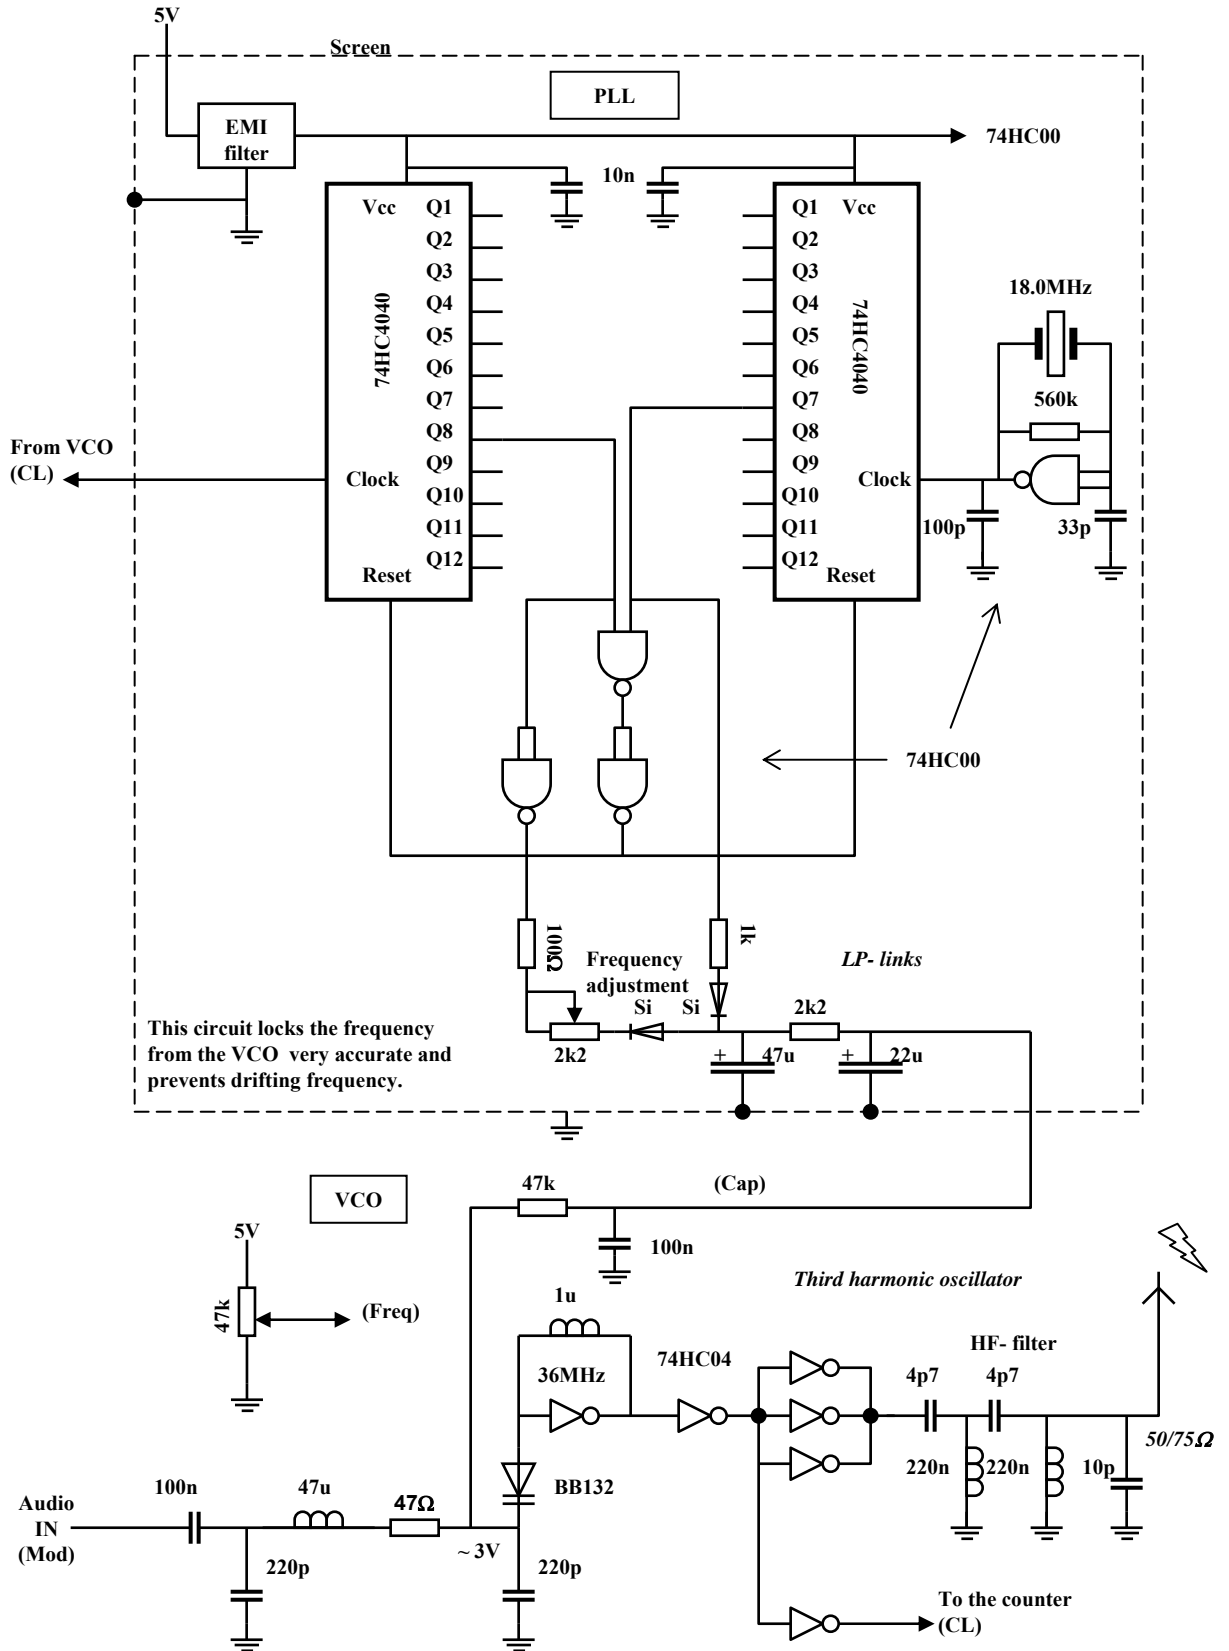 5V
Screen
PLL
EMI
filter
74HC00
10n
Vcc
Q1
Q2
Q3
Q4
Q5
Q6
Q7
Q8
Q9
Q10
Q11
Q12
74HC4040
Clock
Reset
Q1
Q2
Q3
Q4
Q5
Q6
Q7
Q8
Q9
Q10
Q11
Q12
Vcc
74HC4040
Clock
Reset
18.0MHz
560k
100p
33p
From VCO
(CL)
74HC00
100Ω
1k
Frequency
adjustment
Si
Si
LP- links
2k2
2k2
+
47u
+
22u
This circuit locks the frequency
from the VCO very accurate and
prevents drifting frequency.
VCO
47k
(Cap)
100n
5V
47k
(Freq)
Third harmonic oscillator
1u
36MHz
74HC04
HF- filter
4p7
4p7
50/75Ω
220n
220n
10p
BB132
Audio
IN
(Mod)
100n
47u
47Ω
~ 3V
220p
220p
To the counter
(CL)